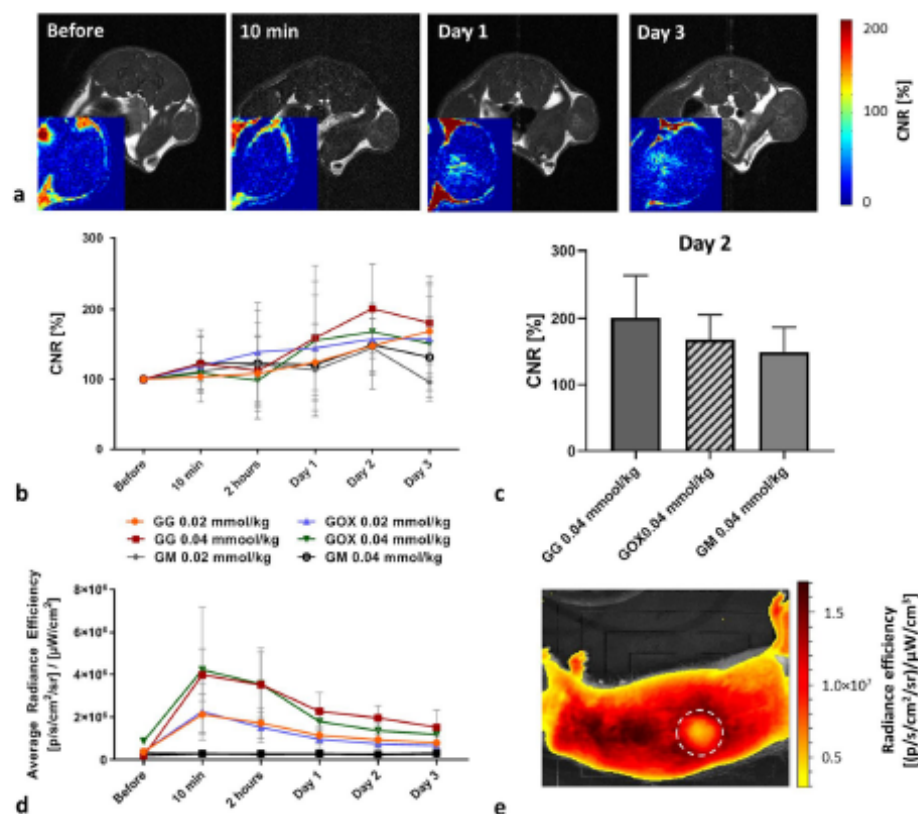 Before
10 min
Day 1
Day 3
200
100
0
CNR [%]
a
300
200
100
0
CNR [%]
Before
10 min
2 hours
Day 1
Day 2
Day 3
b
Day 2
300
200
100
0
CNR [%]
GG 0.04 mmool/kg
GOX0.04 mmol/kg
GM 0.04 mmol/kg
c
GG 0.02 mmol/kg
GOX 0.02 mmol/kg
GG 0.04 mmool/kg
GOX 0.04 mmol/kg
GM 0.02 mmol/kg
GM 0.04 mmol/kg
Average Radiance Efficiency
[p/s/cm²/sr] / [µW/cm²]
0
Before
10 min
2 hours
Day 1
Day 2
Day 3
d
1.5
1.0×10⁷
0.5
Radiance efficiency
[(p/s/cm²/sr)/µW/cm²]
e